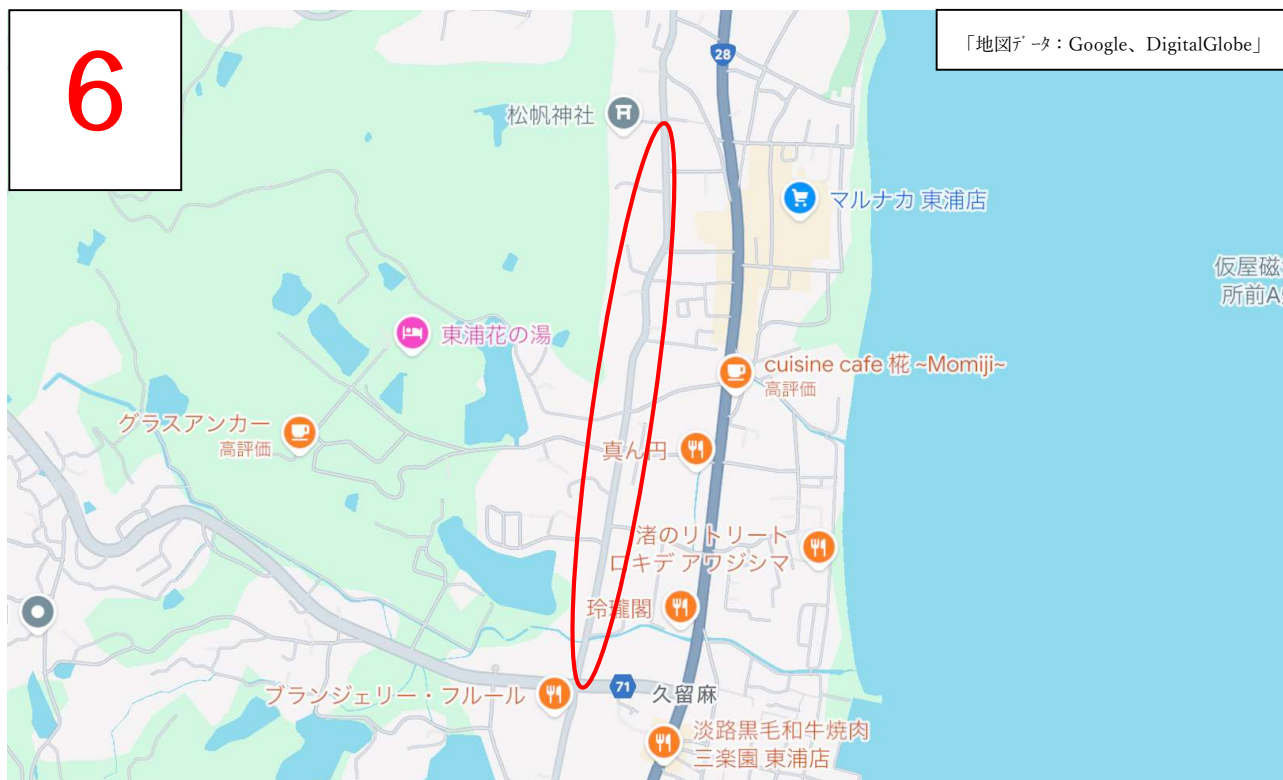 6
「地図データ：Google、DigitalGlobe」
28
松帆神社
マルナカ 東浦店
仮屋磁
所前A
東浦花の湯
cuisine cafe 椛 ~Momiji~
高評価
グラスアンカー
高評価
真ん円
渚のリトリート
ロキデ アワジシマ
玲瓏閣
ブランジェリー・フルール
71
久留麻
淡路黒毛和牛焼肉
三楽園 東浦店